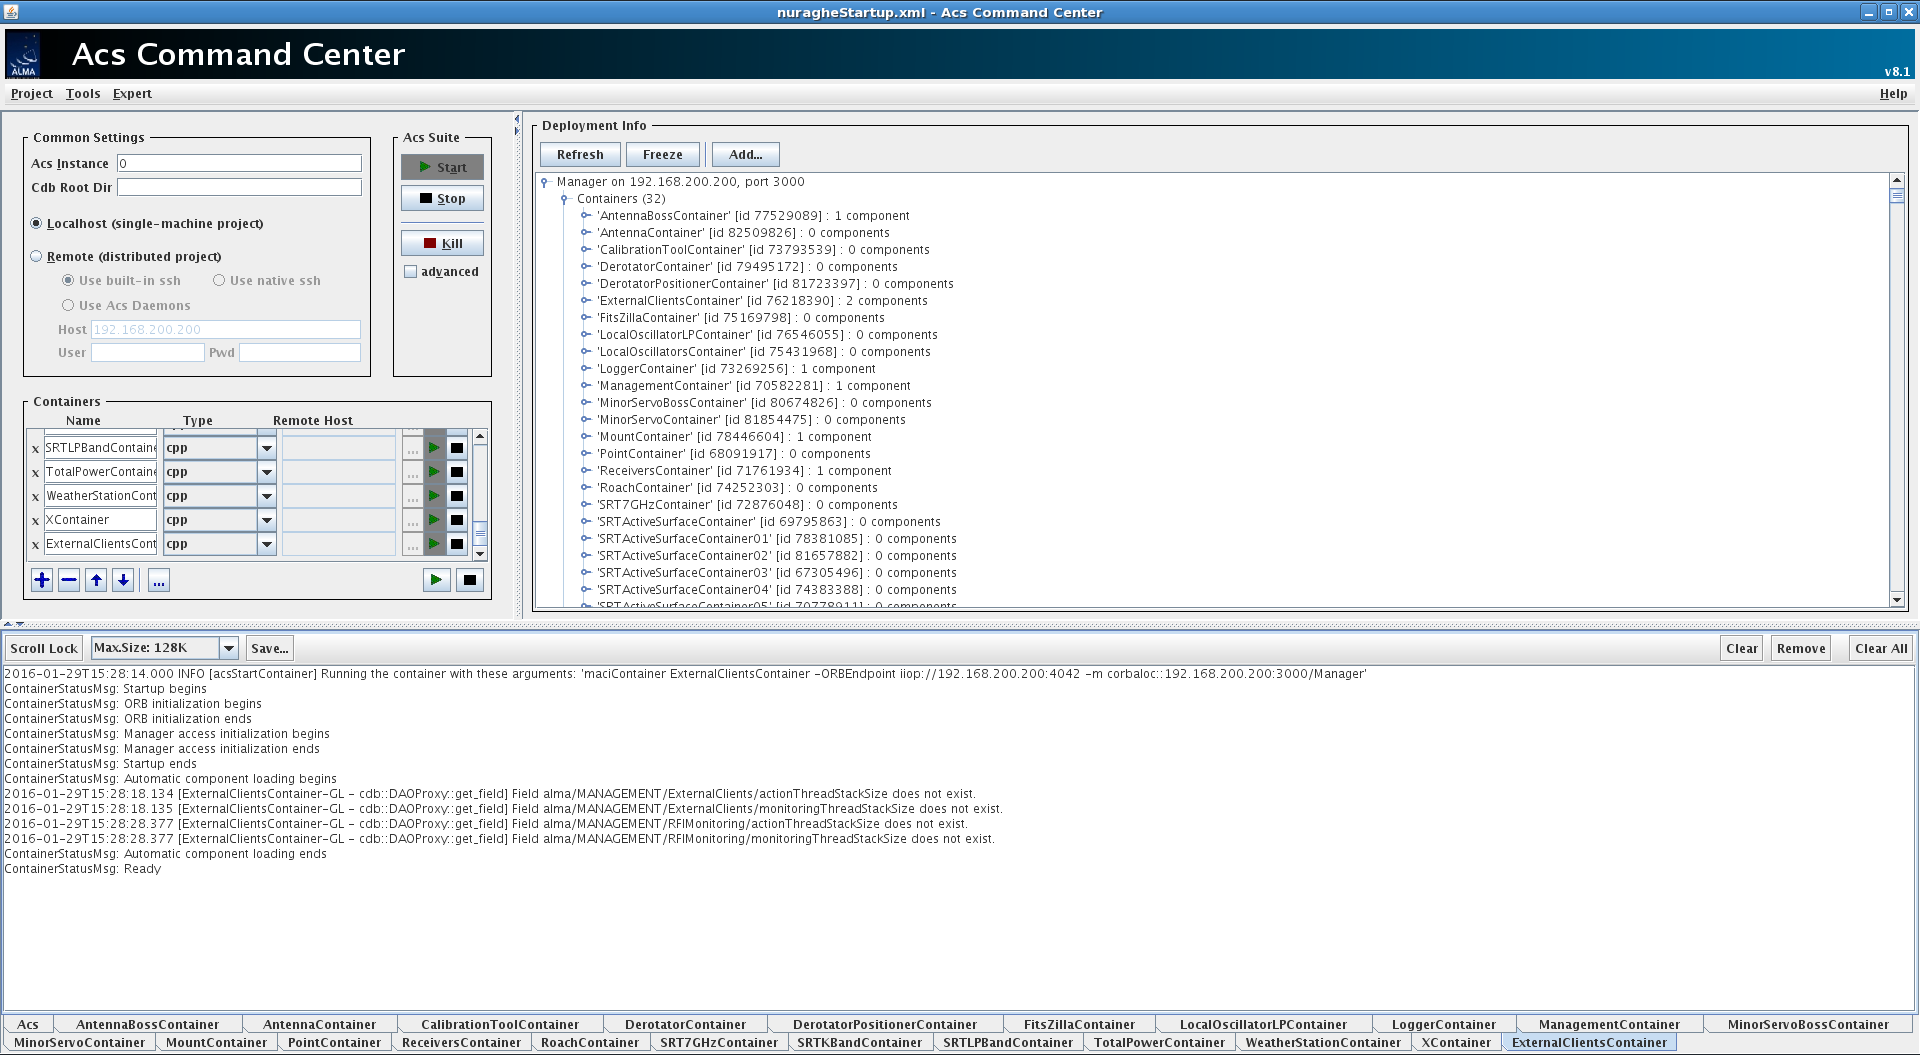 nuragheStartup.xml - Acs Command Center
ALMA
Acs Command Center
v8.1
Project Tools Expert Help
Common Settings
Acs Instance 0
Cdb Root Dir
Localhost (single-machine project)
Remote (distributed project)
Use built-in ssh Use native ssh
Use Acs Daemons
Host 192.168.200.200
User Pwd
Acs Suite
Start
Stop
Kill
advanced
Containers
Name Type Remote Host
x SRTLPBandContaine cpp ...
x TotalPowerContaine cpp ...
x WeatherStationCont cpp ...
x XContainer cpp ...
x ExternalClientsCont cpp ...
...
Deployment Info
Refresh Freeze Add...
Manager on 192.168.200.200, port 3000
Containers (32)
'AntennaBossContainer' [id 77529089] : 1 component
'AntennaContainer' [id 82509826] : 0 components
'CalibrationToolContainer' [id 73793539] : 0 components
'DerotatorContainer' [id 79495172] : 0 components
'DerotatorPositionerContainer' [id 81723397] : 0 components
'ExternalClientsContainer' [id 76218390] : 2 components
'FitsZillaContainer' [id 75169798] : 0 components
'LocalOscillatorLPContainer' [id 76546055] : 0 components
'LocalOscillatorsContainer' [id 75431968] : 0 components
'LoggerContainer' [id 73269256] : 1 component
'ManagementContainer' [id 70582281] : 1 component
'MinorServoBossContainer' [id 80674826] : 0 components
'MinorServoContainer' [id 81854475] : 0 components
'MountContainer' [id 78446604] : 1 component
'PointContainer' [id 68091917] : 0 components
'ReceiversContainer' [id 71761934] : 1 component
'RoachContainer' [id 74252303] : 0 components
'SRT7GHzContainer' [id 72876048] : 0 components
'SRTActiveSurfaceContainer' [id 69795863] : 0 components
'SRTActiveSurfaceContainer01' [id 78381085] : 0 components
'SRTActiveSurfaceContainer02' [id 81657882] : 0 components
'SRTActiveSurfaceContainer03' [id 67305496] : 0 components
'SRTActiveSurfaceContainer04' [id 74383388] : 0 components
'SRTActiveSurfaceContainer05' [id 70778911] : 0 components
Scroll Lock Max.Size: 128K Save... Clear Remove Clear All
2016-01-29T15:28:14.000 INFO [acsStartContainer] Running the container with these arguments: 'maciContainer ExternalClientsContainer -ORBEndpoint iiop://192.168.200.200:4042 -m corbaloc::192.168.200.200:3000/Manager'
ContainerStatusMsg: Startup begins
ContainerStatusMsg: ORB initialization begins
ContainerStatusMsg: ORB initialization ends
ContainerStatusMsg: Manager access initialization begins
ContainerStatusMsg: Manager access initialization ends
ContainerStatusMsg: Startup ends
ContainerStatusMsg: Automatic component loading begins
2016-01-29T15:28:18.134 [ExternalClientsContainer-GL - cdb::DAOProxy::get_field] Field alma/MANAGEMENT/ExternalClients/actionThreadStackSize does not exist.
2016-01-29T15:28:18.135 [ExternalClientsContainer-GL - cdb::DAOProxy::get_field] Field alma/MANAGEMENT/ExternalClients/monitoringThreadStackSize does not exist.
2016-01-29T15:28:28.377 [ExternalClientsContainer-GL - cdb::DAOProxy::get_field] Field alma/MANAGEMENT/RFIMonitoring/actionThreadStackSize does not exist.
2016-01-29T15:28:28.377 [ExternalClientsContainer-GL - cdb::DAOProxy::get_field] Field alma/MANAGEMENT/RFIMonitoring/monitoringThreadStackSize does not exist.
ContainerStatusMsg: Automatic component loading ends
ContainerStatusMsg: Ready
Acs AntennaBossContainer AntennaContainer CalibrationToolContainer DerotatorContainer DerotatorPositionerContainer FitsZillaContainer LocalOscillatorLPContainer LoggerContainer ManagementContainer MinorServoBossContainer
MinorServoContainer MountContainer PointContainer ReceiversContainer RoachContainer SRT7GHzContainer SRTKBandContainer SRTLPBandContainer TotalPowerContainer WeatherStationContainer XContainer ExternalClientsContainer